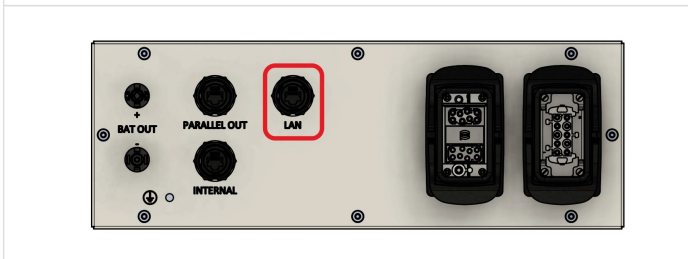 +
BAT OUT
-
PARALLEL OUT
INTERNAL
LAN